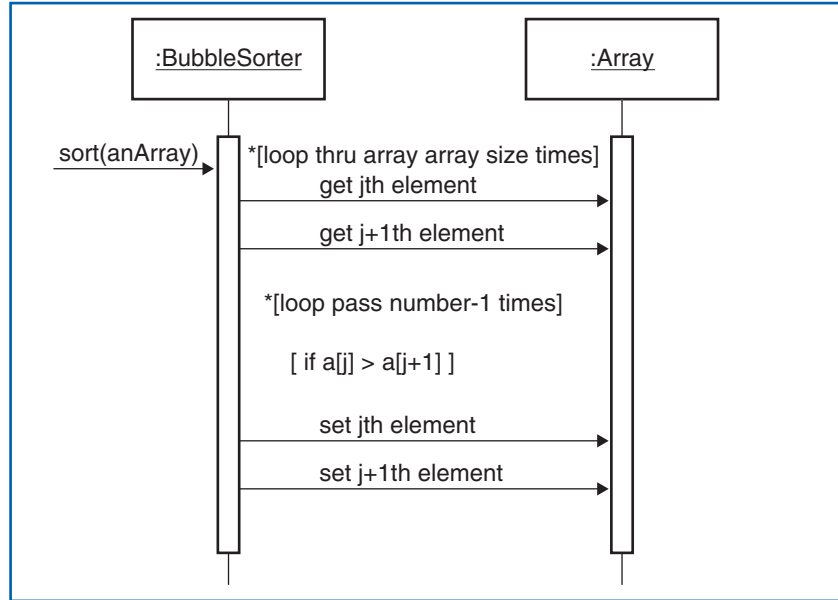 :BubbleSorter
:Array
sort(anArray)
*[loop thru array array size times]
get jth element
get j+1th element
*[loop pass number-1 times]
[ if a[j] > a[j+1] ]
set jth element
set j+1th element